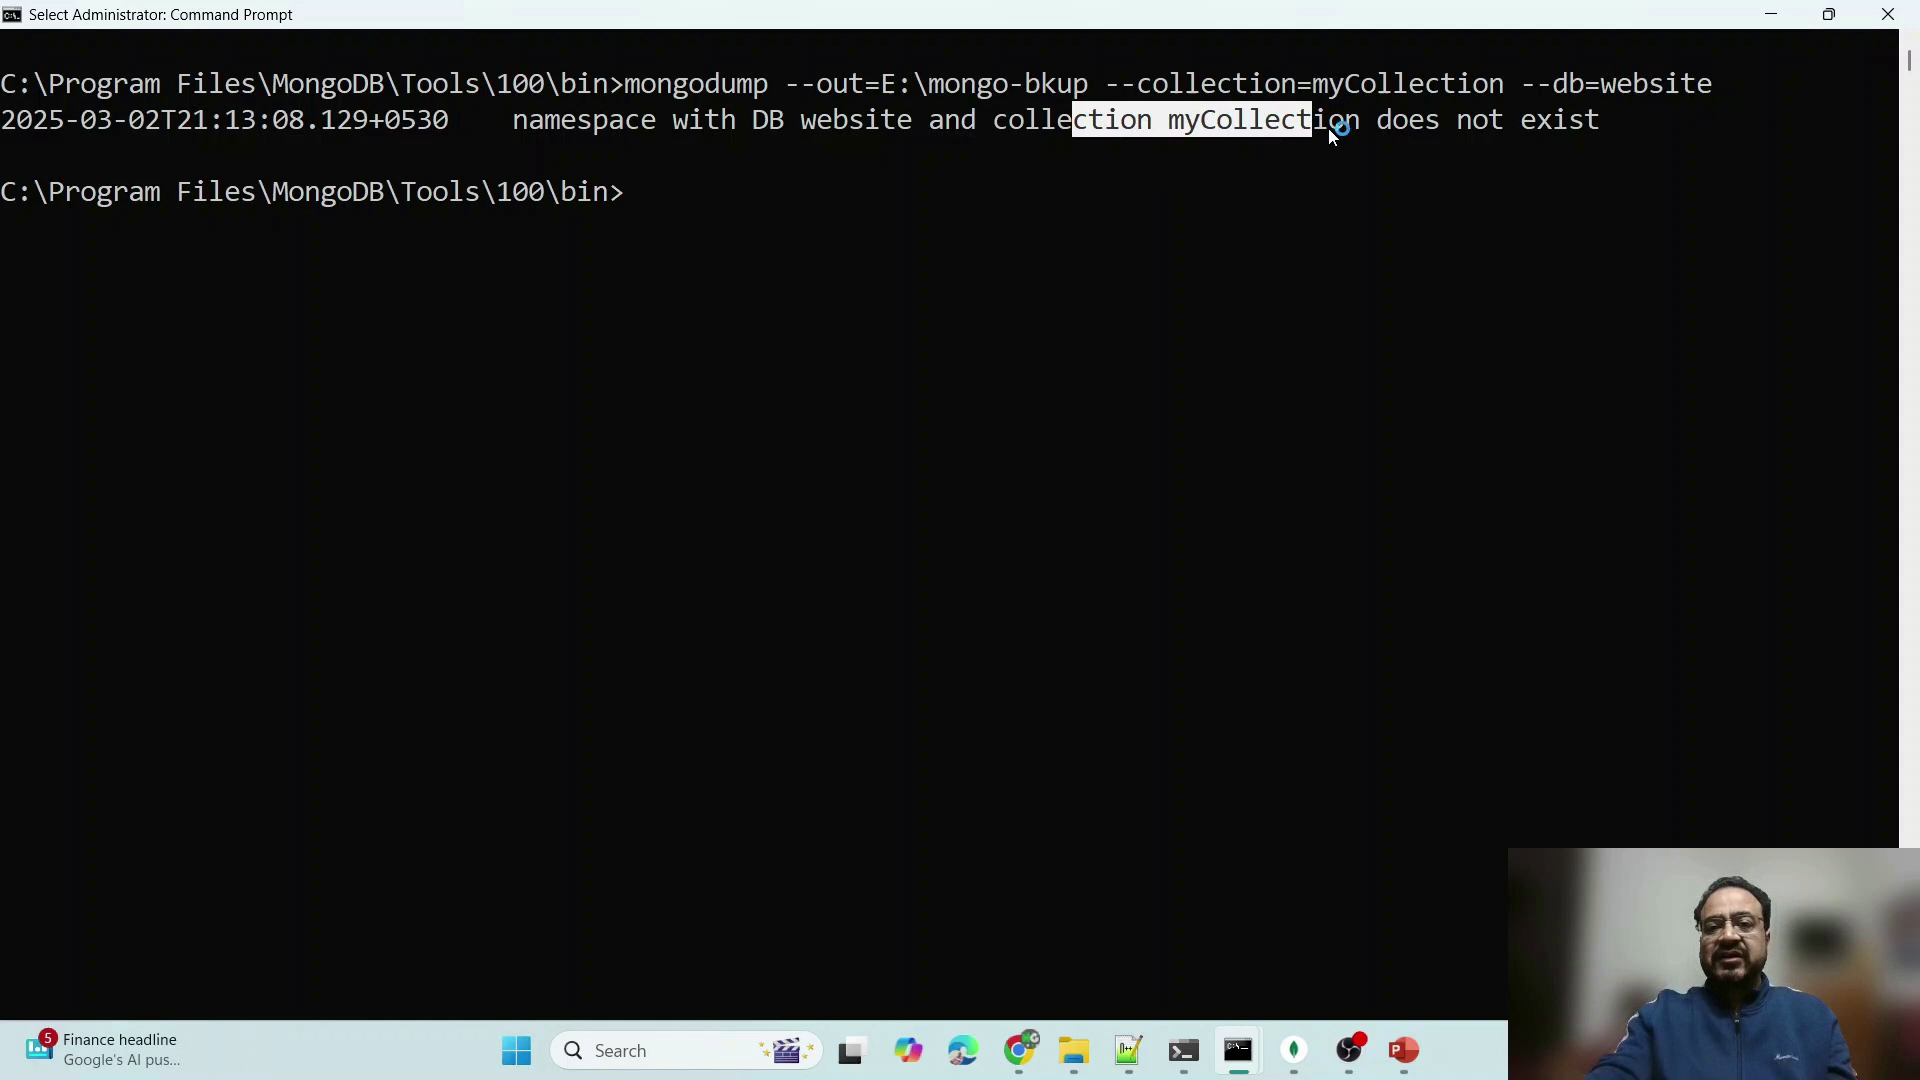 Select Administrator: Command Prompt
C:\Program Files\MongoDB\Tools\100\bin>mongodump --out=E:\mongo-bkup --collection=myCollection --db=website
2025-03-02T21:13:08.129+0530    namespace with DB website and collection myCollection does not exist
C:\Program Files\MongoDB\Tools\100\bin>
5
Finance headline
Google's AI pus...
Search